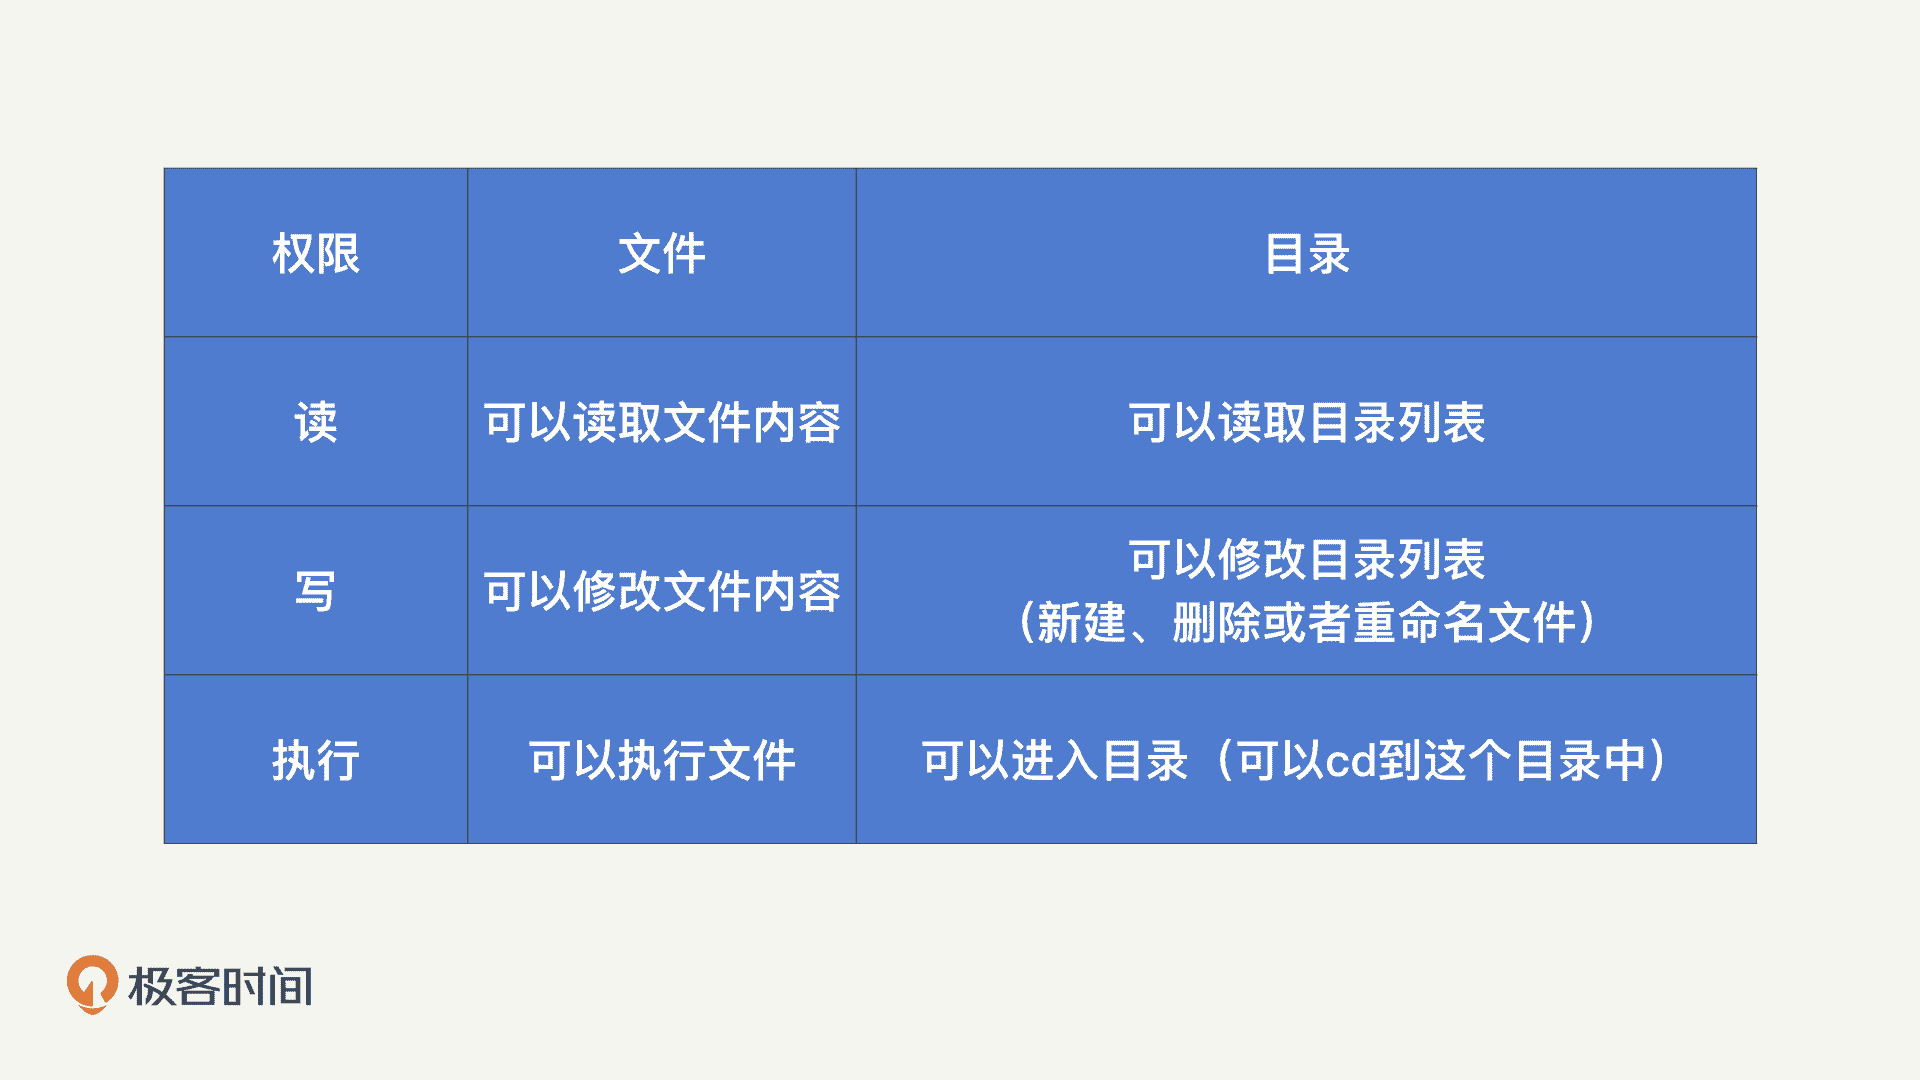 权限
文件
目录
读
可以读取文件内容
可以读取目录列表
写
可以修改文件内容
可以修改目录列表
（新建、删除或者重命名文件）
执行
可以执行文件
可以进入目录（可以cd到这个目录中）
极客时间